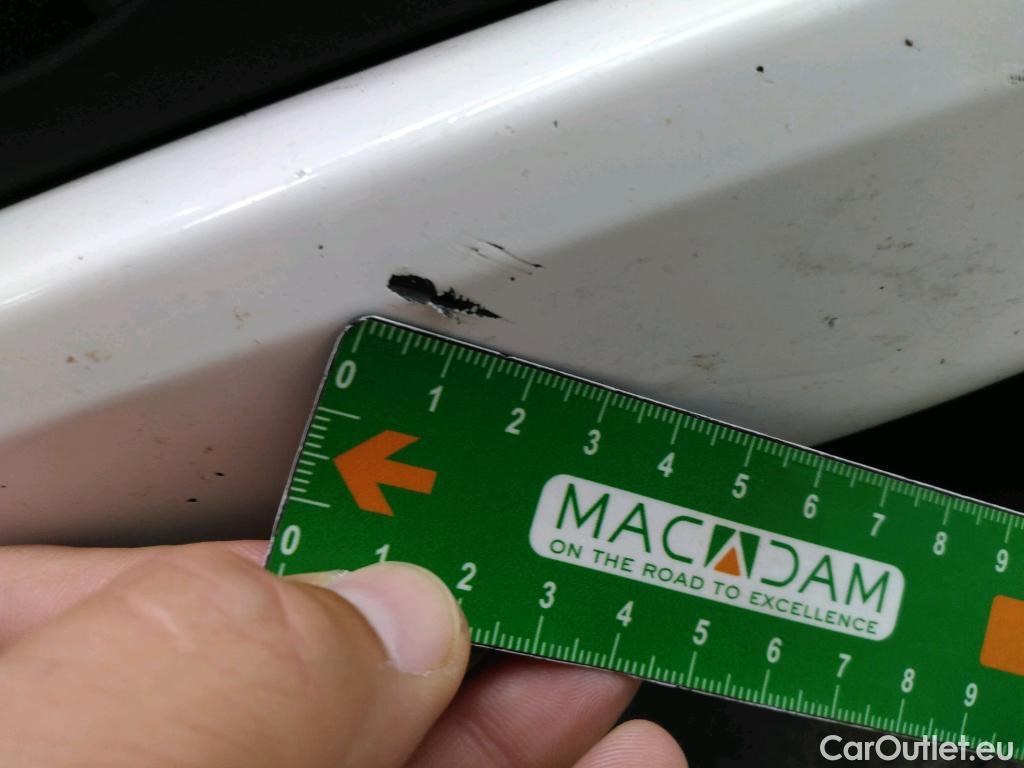 0 1 2 3 4 5 6 7 8 9
MACADAM
ON THE ROAD TO EXCELLENCE
0 1 2 3 4 5 6 7 8 9
CarOutlet.eu